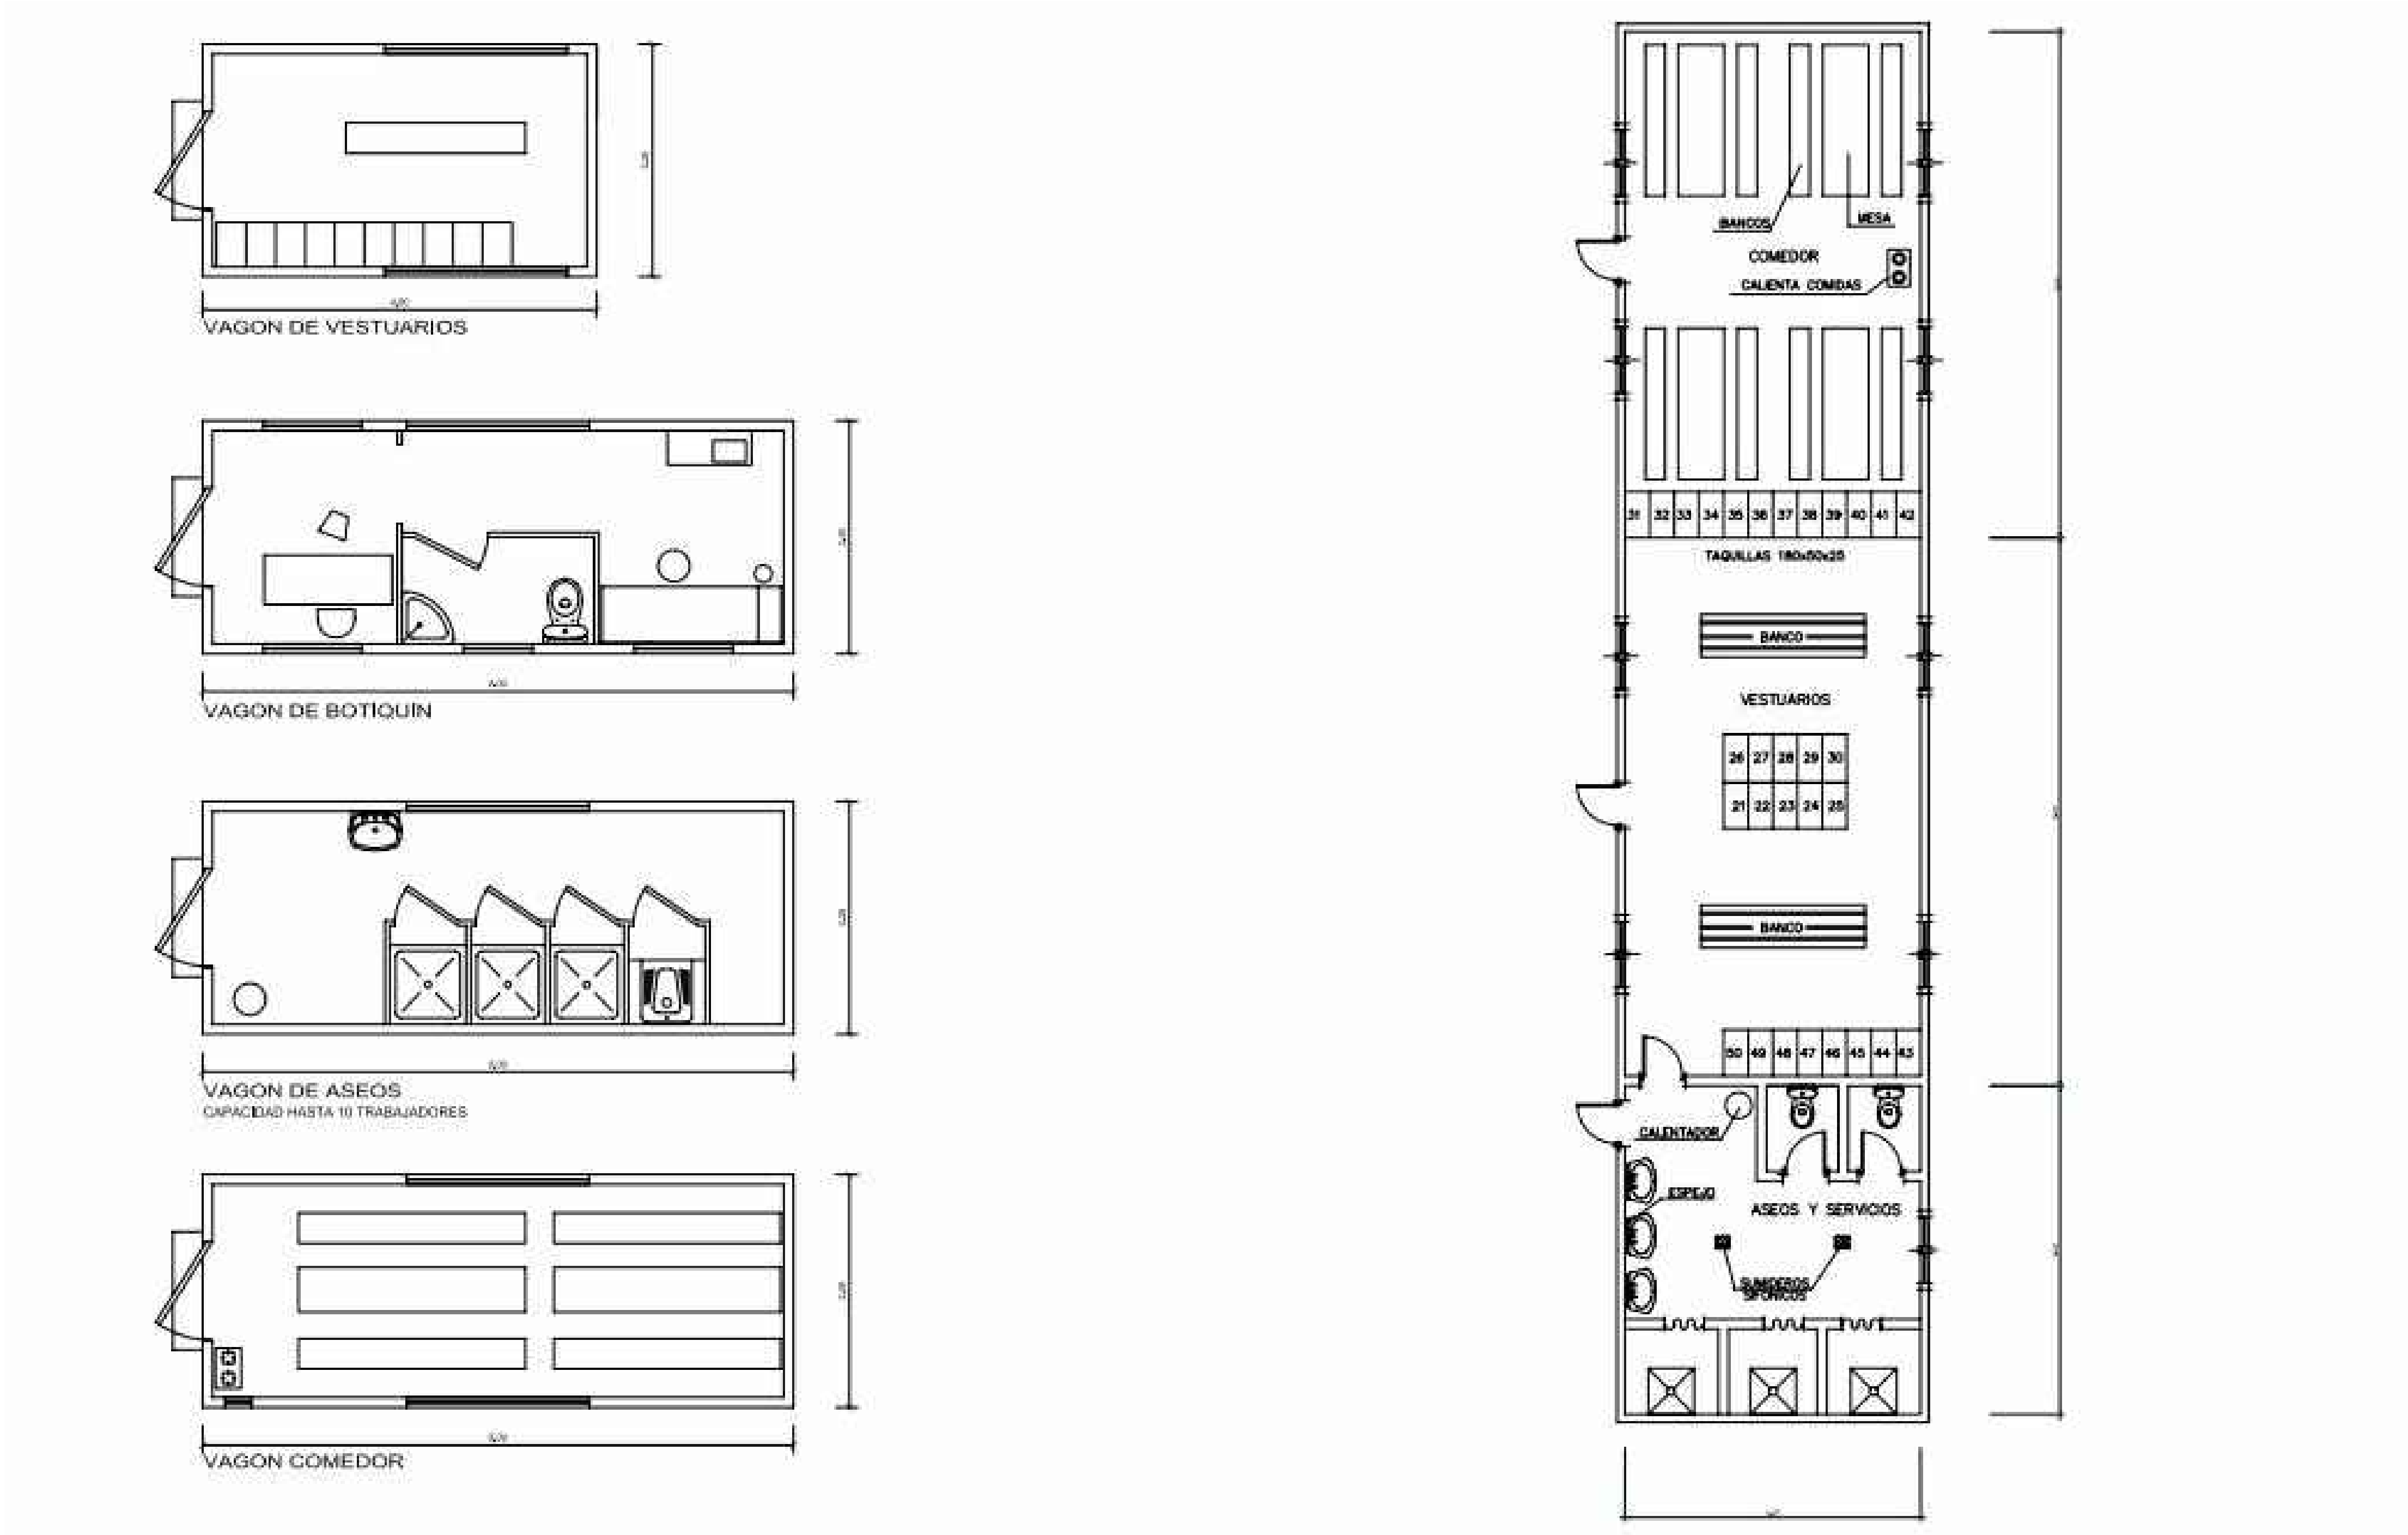 VAGON DE VESTUARIOS
VAGON DE BOTÍQUÍN
VAGON DE ASEOS
CAPACIDAD HASTA 10 TRABAJADORES
VAGON COMEDOR
BANCOS
MESA
COMEDOR
CALIENTA COMIDAS
31 32 33 34 35 36 37 38 39 40 41 42
TAQUILLAS 180x50x25
BANCO
VESTUARIOS
26 27 28 29 30
21 22 23 24 25
BANCO
50 49 48 47 46 45 44 43
CALENTADOR
ESPEJO
ASEOS Y SERVICIOS
SUMIDEROS
SIFONICOS